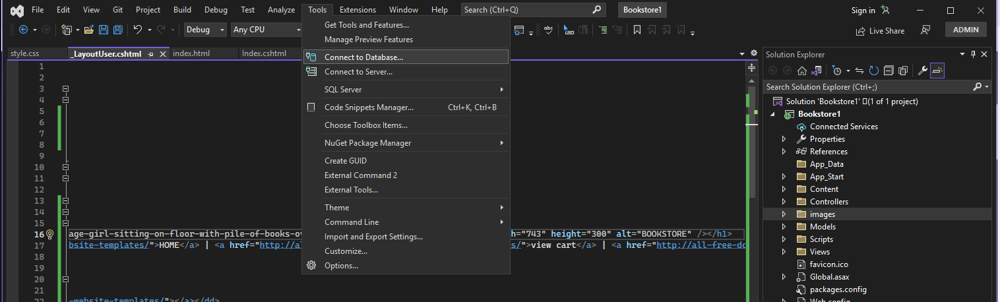 File Edit View Git Project Build Debug Test Analyze Tools Extensions Window Help Search (Ctrl+Q) Bookstore1 Sign in
Debug Any CPU abc Live Share ADMIN
style.css _LayoutUser.cshtml index.html Index.cshtml
Get Tools and Features...
Manage Preview Features
Connect to Database...
Connect to Server...
SQL Server
Code Snippets Manager... Ctrl+K, Ctrl+B
Choose Toolbox Items...
NuGet Package Manager
Create GUID
External Command 2
External Tools...
Theme
Command Line
Import and Export Settings...
Customize...
Options...
1
2
3
4
5
6
7
8
9
10
11
12
13
14
15
16 age-girl-sitting-on-floor-with-pile-of-books-ov h="743" height="300" alt="BOOKSTORE" /></h1>
17 bsite-templates/">HOME</a> | <a href="http://al s/">view cart</a> | <a href="http://all-free-do
18
19
20
21
22 -website-templates/"></a></dd>
Solution Explorer
Search Solution Explorer (Ctrl+;)
Solution 'Bookstore1' (1 of 1 project)
Bookstore1
Connected Services
Properties
References
App_Data
App_Start
Content
Controllers
images
Models
Scripts
Views
favicon.ico
Global.asax
packages.config
Web.config